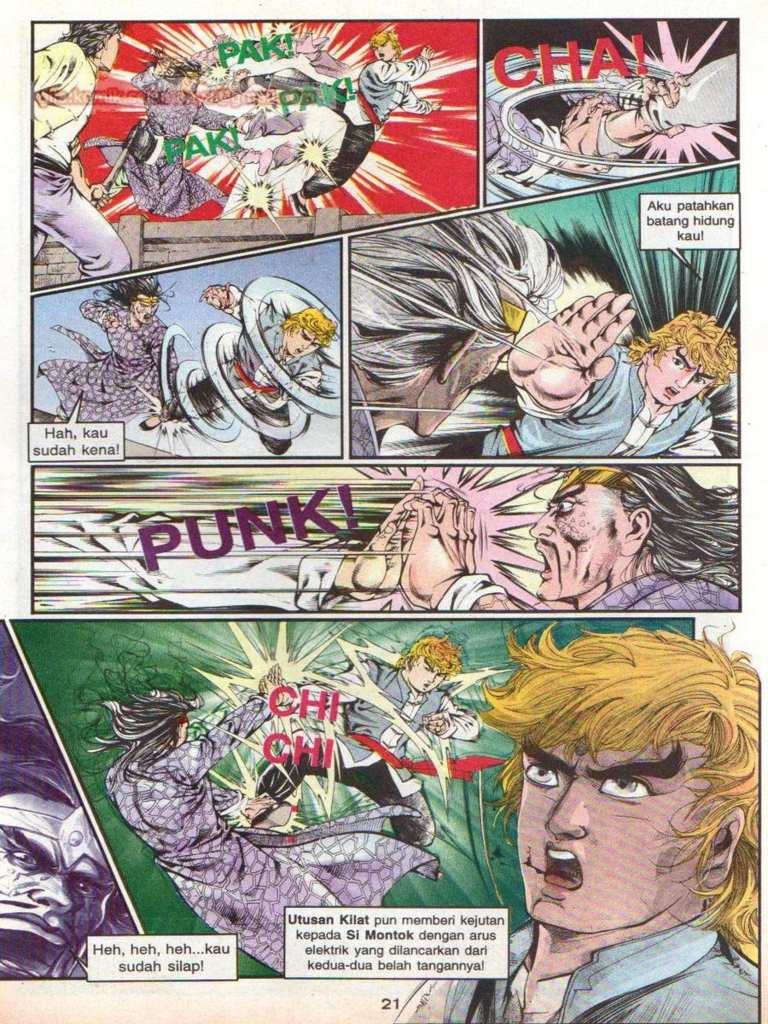 PAK!
PAK!
PAK!
CHA!
Hah, kau
sudah kena!
Aku patahkan
batang hidung
kau!
PUNK!
CHI
CHI
Heh, heh, heh...kau
sudah silap!
Utusan Kilat pun memberi kejutan
kepada Si Montok dengan arus
elektrik yang dilancarkan dari
kedua-dua belah tangannya!
21